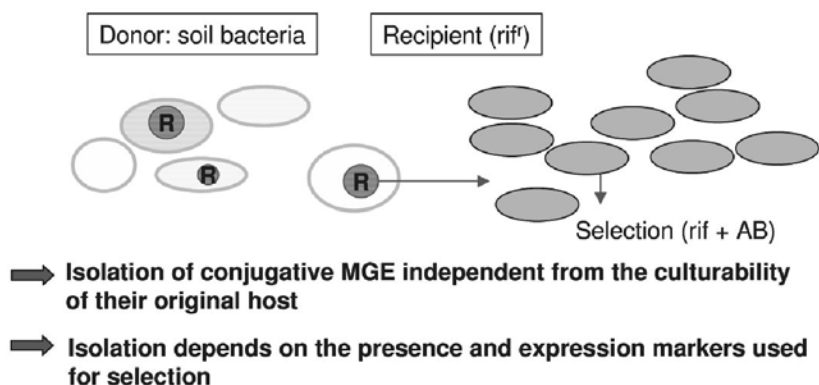 Donor: soil bacteria
Recipient (rifʳ)
R
R
R
Selection (rif + AB)
Isolation of conjugative MGE independent from the culturability
of their original host
Isolation depends on the presence and expression markers used
for selection